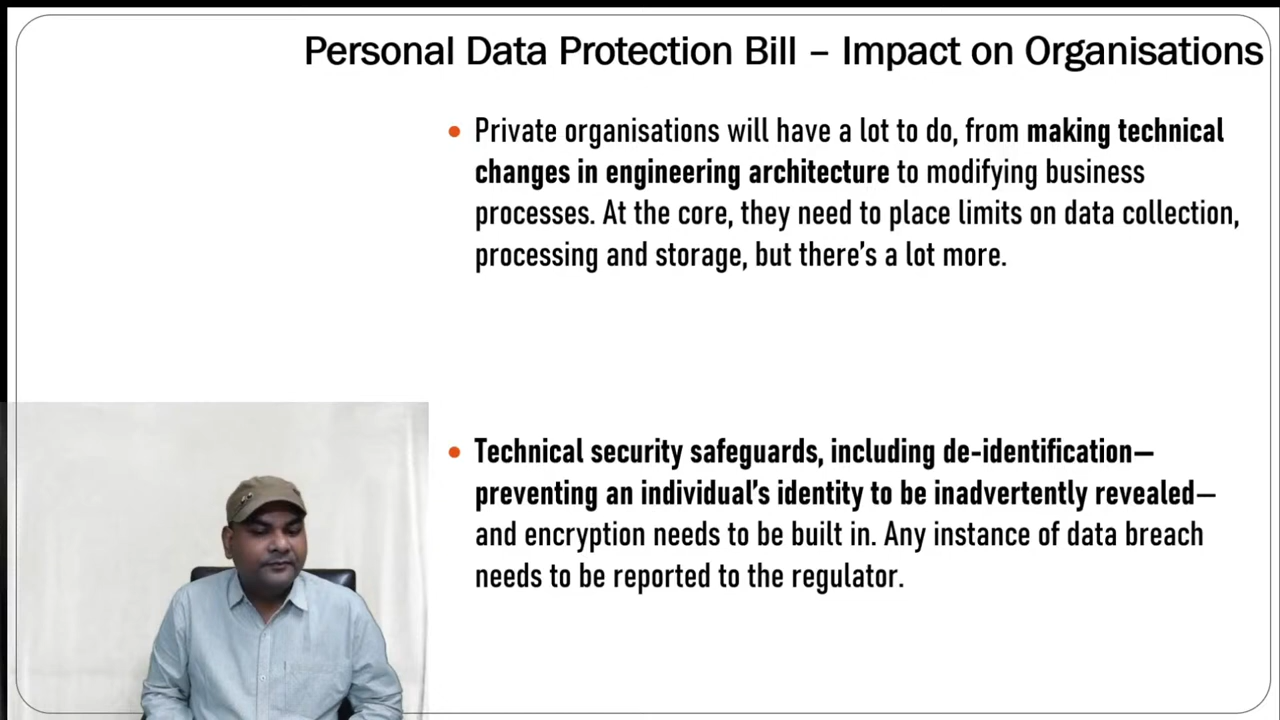 Personal Data Protection Bill – Impact on Organisations
• Private organisations will have a lot to do, from making technical
changes in engineering architecture to modifying business
processes. At the core, they need to place limits on data collection,
processing and storage, but there's a lot more.
• Technical security safeguards, including de-identification—
preventing an individual's identity to be inadvertently revealed—
and encryption needs to be built in. Any instance of data breach
needs to be reported to the regulator.